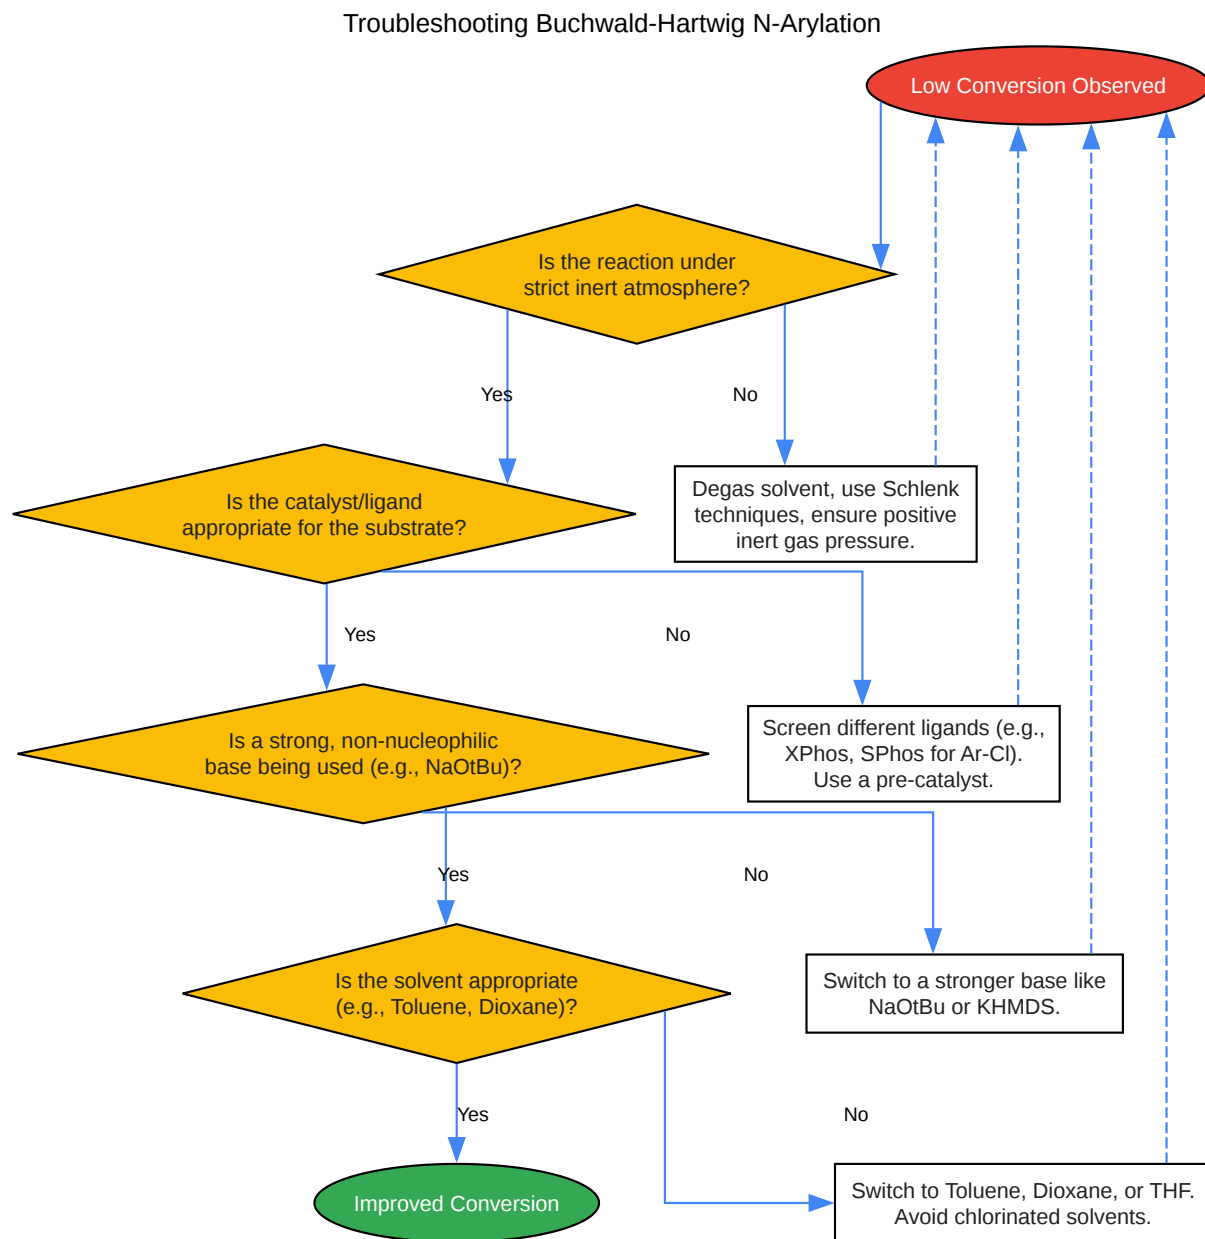 Troubleshooting Buchwald-Hartwig N-Arylation
Low Conversion Observed
Is the reaction under
strict inert atmosphere?
Yes
No
Is the catalyst/ligand
appropriate for the substrate?
Degas solvent, use Schlenk
techniques, ensure positive
inert gas pressure.
Yes
No
Is a strong, non-nucleophilic
base being used (e.g., NaOtBu)?
Screen different ligands (e.g.,
XPhos, SPhos for Ar-Cl).
Use a pre-catalyst.
Yes
No
Is the solvent appropriate
(e.g., Toluene, Dioxane)?
Switch to a stronger base like
NaOtBu or KHMDS.
Yes
No
Improved Conversion
Switch to Toluene, Dioxane, or THF.
Avoid chlorinated solvents.